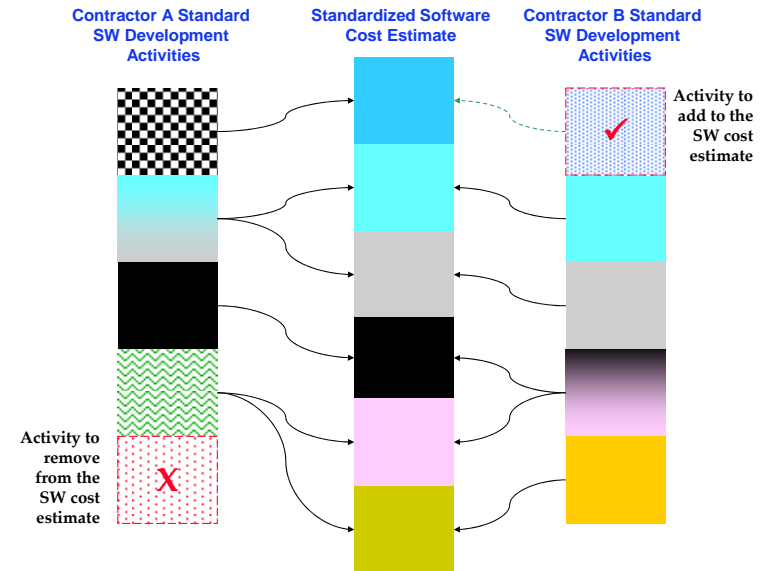 Contractor A Standard
SW Development
Activities
Standardized Software
Cost Estimate
Contractor B Standard
SW Development
Activities
Activity to
add to the
SW cost
estimate
Activity to
remove
from the
SW cost
estimate
X